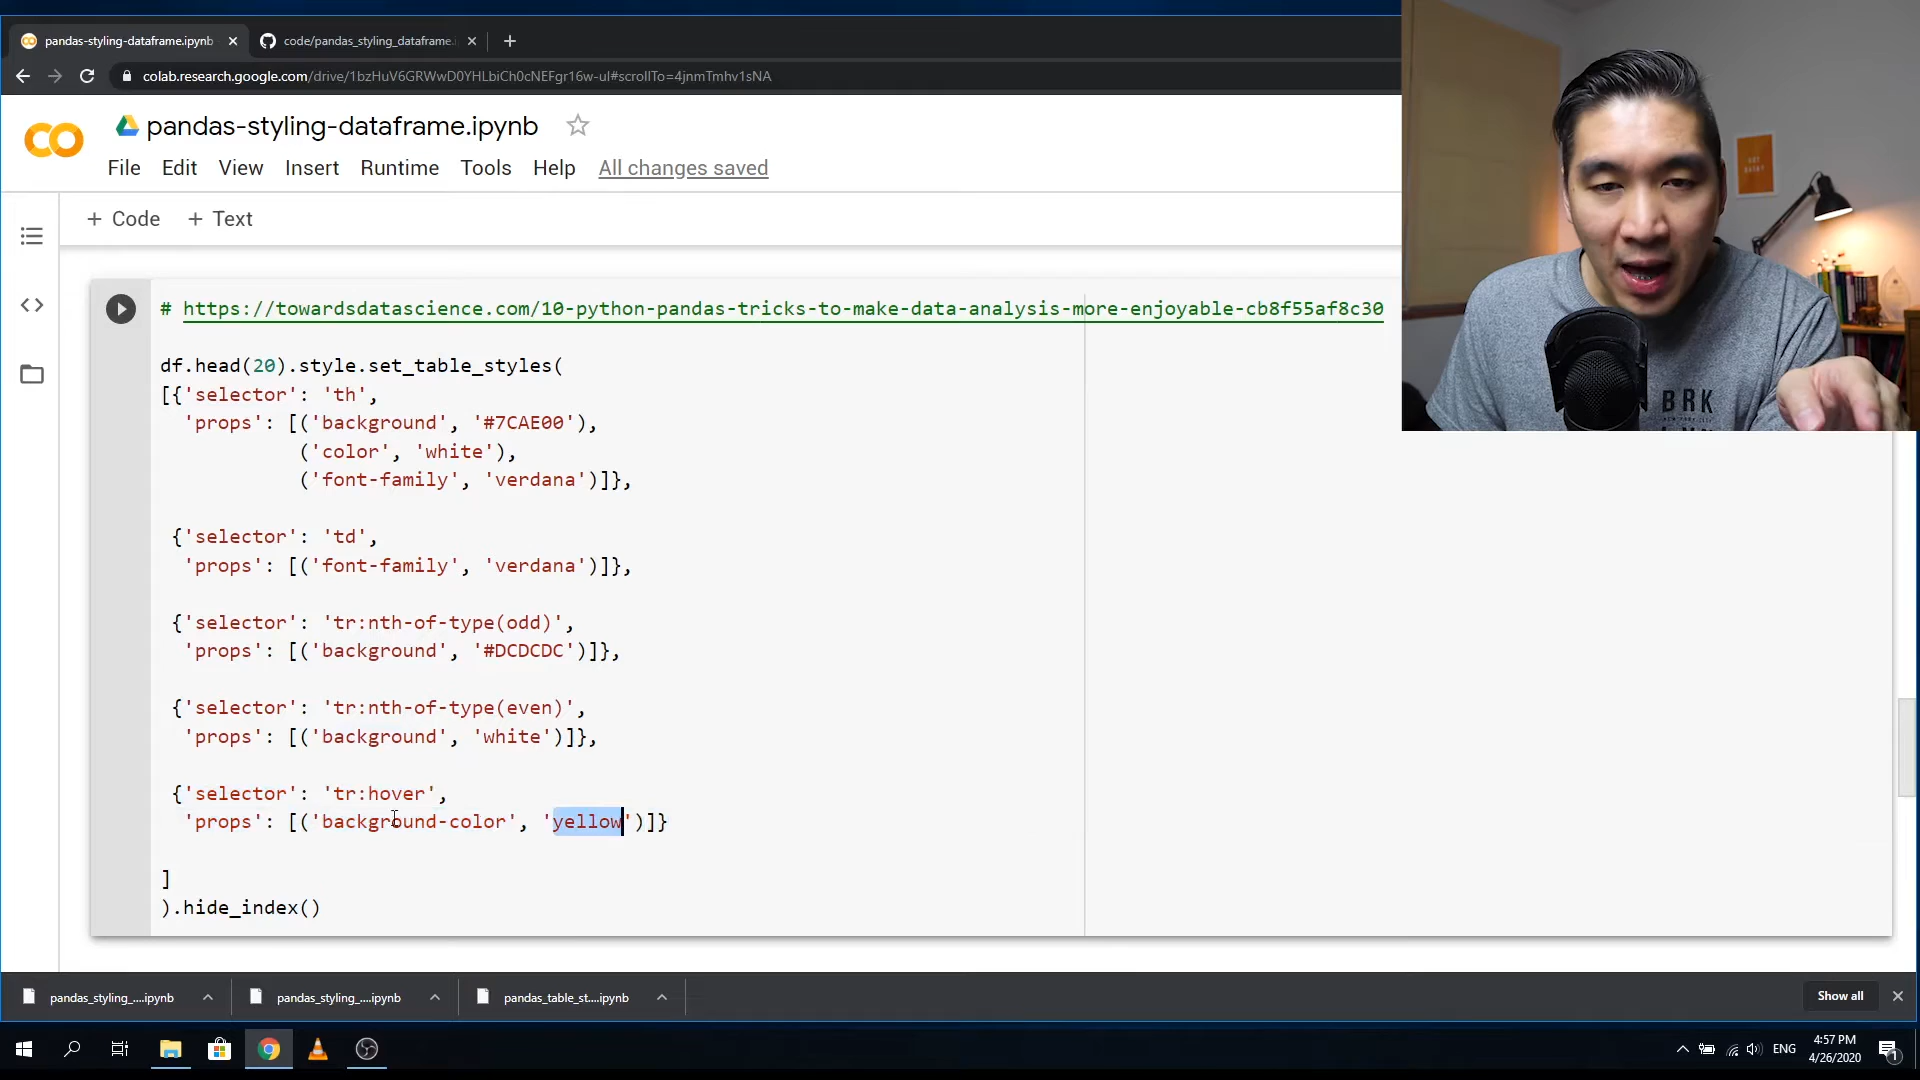 pandas-styling-dataframe.ipynb
code/pandas_styling_dataframe.i
colab.research.google.com/drive/1bzHuV6GRWwD0YHLbiCh0cNEFgr16w-ul#scrollTo=4jnmTmhv1sNA
CO
pandas-styling-dataframe.ipynb
File Edit View Insert Runtime Tools Help All changes saved
+ Code + Text
# https://towardsdatascience.com/10-python-pandas-tricks-to-make-data-analysis-more-enjoyable-cb8f55af8c30
df.head(20).style.set_table_styles(
[{'selector': 'th',
'props': [('background', '#7CAE00'),
('color', 'white'),
('font-family', 'verdana')]},
{'selector': 'td',
'props': [('font-family', 'verdana')]},
{'selector': 'tr:nth-of-type(odd)',
'props': [('background', '#DCDCDC')]},
{'selector': 'tr:nth-of-type(even)',
'props': [('background', 'white')]},
{'selector': 'tr:hover',
'props': [('background-color', 'yellow')]}
]
).hide_index()
BRK
pandas_styling_....ipynb
pandas_styling_....ipynb
pandas_table_st....ipynb
Show all
ENG
4:57 PM
4/26/2020
1